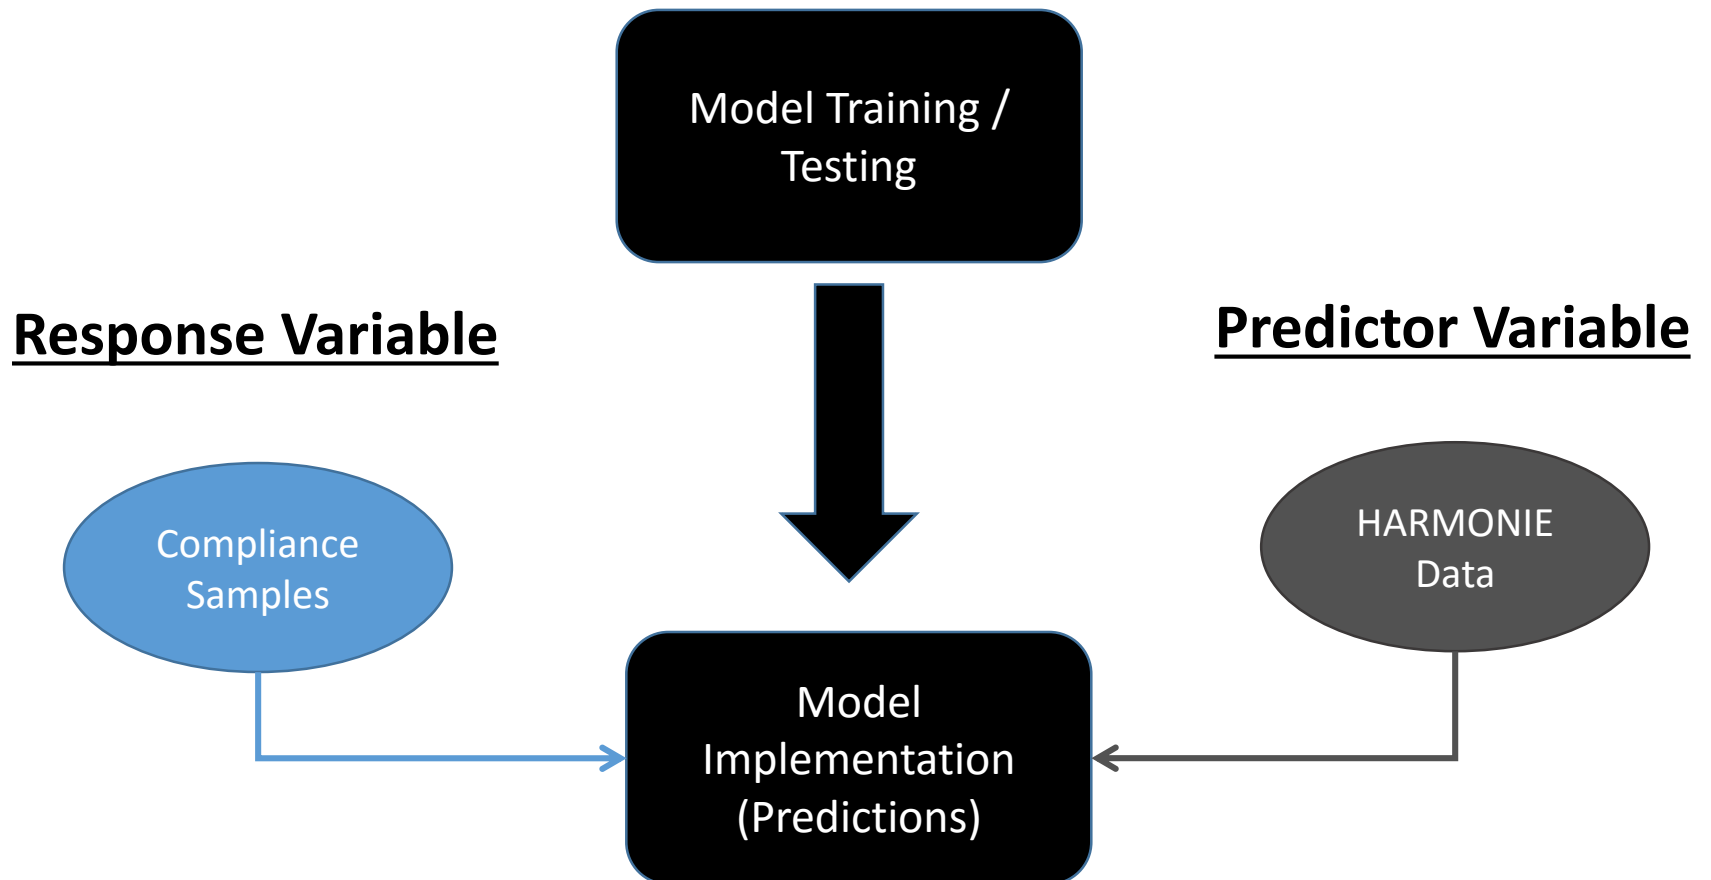 Model Training /
Testing
Response Variable
Predictor Variable
Compliance
Samples
HARMONIE
Data
Model
Implementation
(Predictions)